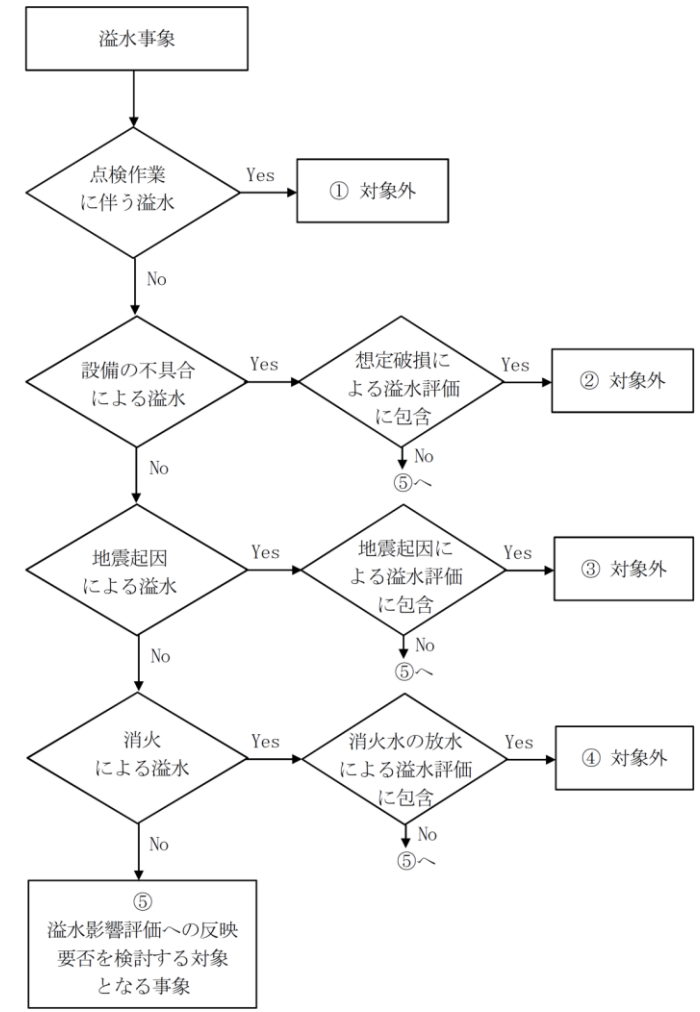 溢水事象
点検作業
に伴う溢水
Yes
① 対象外
No
設備の不具合
による溢水
Yes
想定破損に
よる溢水評価
に包含
Yes
② 対象外
No
⑤へ
No
地震起因
による溢水
Yes
地震起因に
よる溢水評価
に包含
Yes
③ 対象外
No
⑤へ
No
消火
による溢水
Yes
消火水の放水
による溢水評価
に包含
Yes
④ 対象外
No
⑤へ
No
⑤
溢水影響評価への反映
要否を検討する対象
となる事象